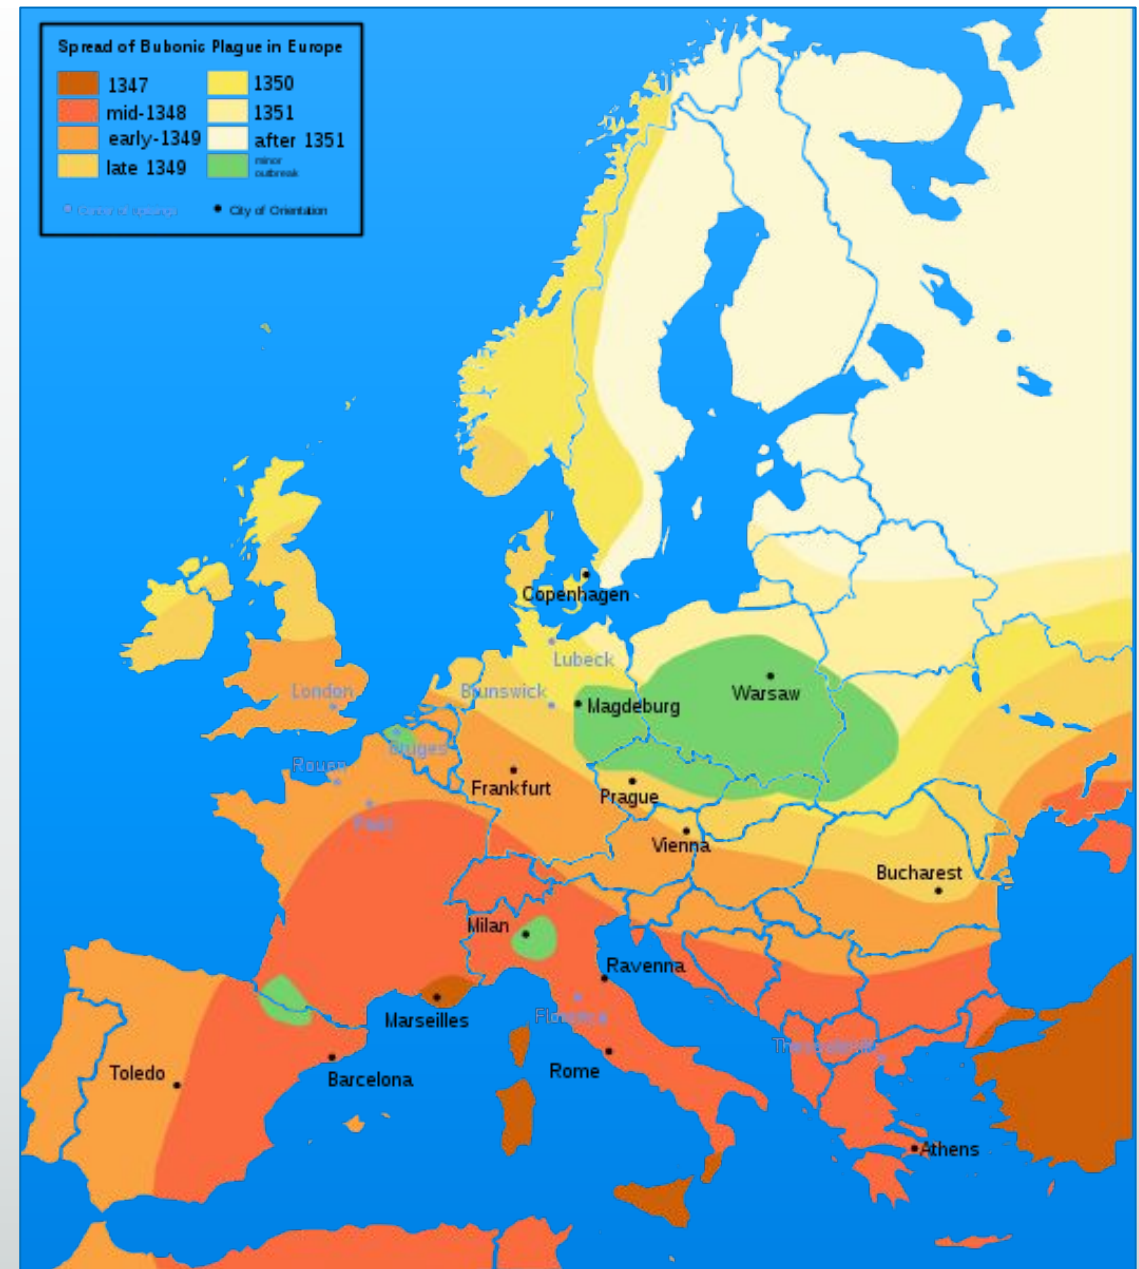 Spread of Bubonic Plague in Europe
1347
mid-1348
early-1349
late 1349
1350
1351
after 1351
minor
outbreak
City of Orientation
Copenhagen
Lubeck
London
Brunswick
Magdeburg
Warsaw
Bruges
Rouen
Frankfurt
Prague
Vienna
Bucharest
Milan
Ravenna
Marseilles
Rome
Toledo
Barcelona
Athens